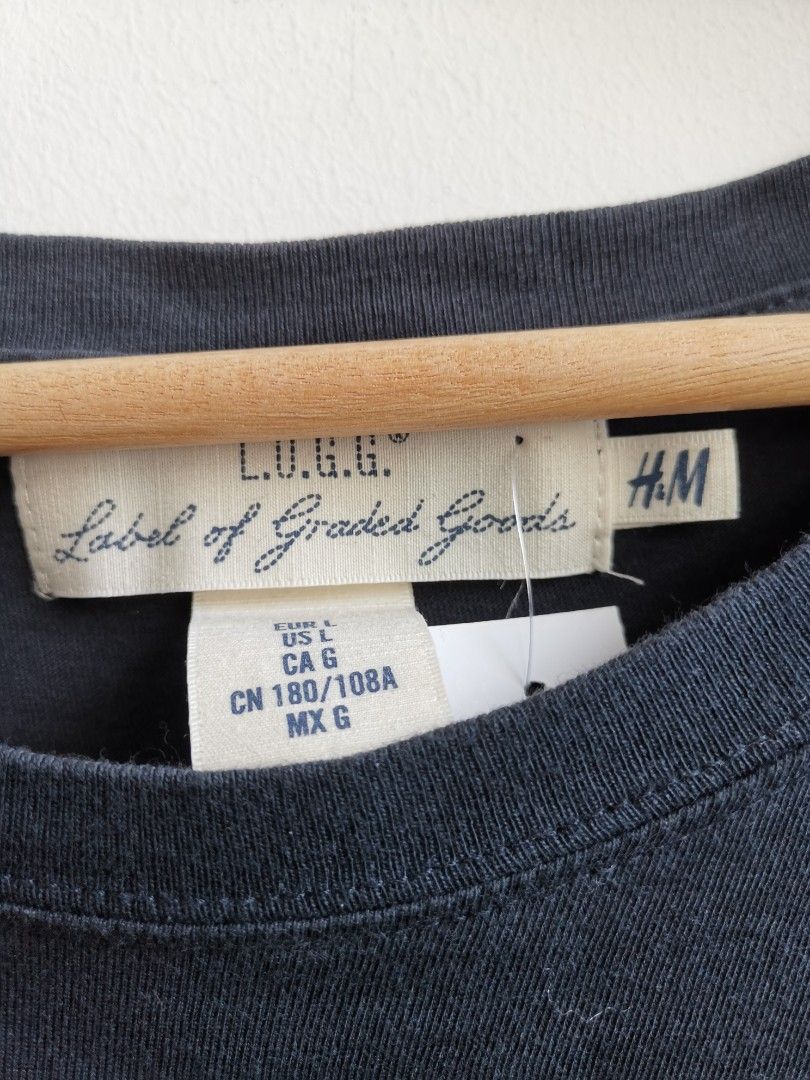 L.O.G.G.®
Label of Graded Goods
H&M
EUR L
US L
CA G
CN 180/108A
MX G